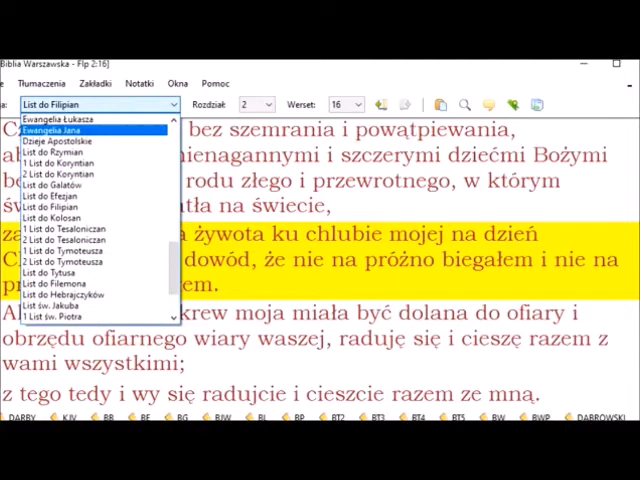 Biblia Warszawska - Flp 2:16]
Tłumaczenia Zakładki Notatki Okna Pomoc
List do Filipian Rozdział: 2 Werset: 16
Ewangelia Łukasza
Ewangelia Jana
Dzieje Apostolskie
List do Rzymian
1 List do Koryntian
2 List do Koryntian
List do Galatów
List do Efezjan
List do Filipian
List do Kolosan
1 List do Tesaloniczan
2 List do Tesaloniczan
1 List do Tymoteusza
2 List do Tymoteusza
List do Tytusa
List do Filemona
List do Hebrajczyków
List św. Jakuba
1 List św. Piotra
bez szemrania i powątpiewania,
nienagannymi i szczerymi dziećmi Bożymi
rodu złego i przewrotnego, w którym
na świecie,
za a żywota ku chlubie mojej na dzień
dowód, że nie na próżno biegałem i nie na
em.
krew moja miała być dolana do ofiary i
obrzędu ofiarnego wiary waszej, raduję się i cieszę razem z
wami wszystkimi;
z tego tedy i wy się radujcie i cieszcie razem ze mną.
DARBY KJV BB BE BG BJW BL BP BT2 BT3 BT4 BT5 BW BWP DABROWSKI